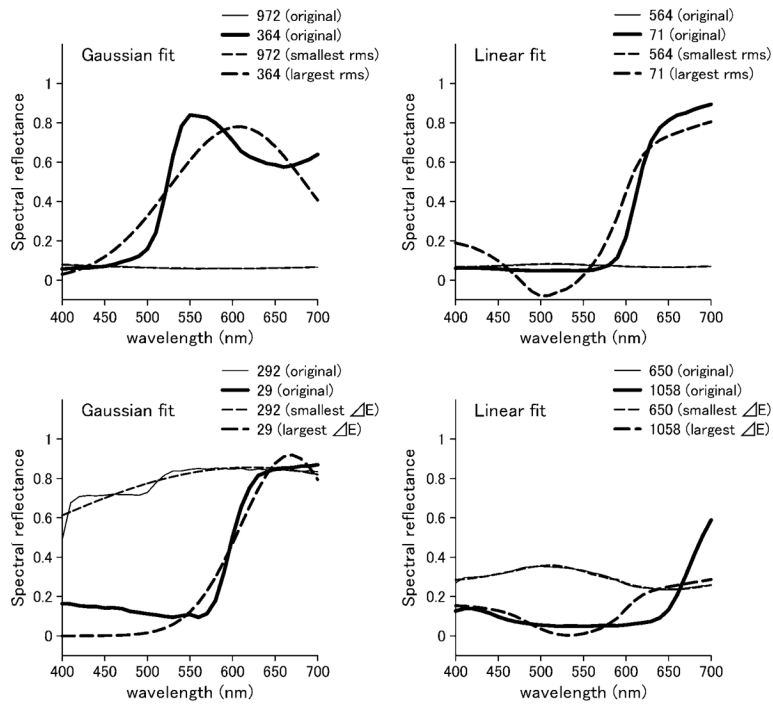 972 (original)
364 (original)
972 (smallest rms)
364 (largest rms)
Gaussian fit
Spectral reflectance
1
0.8
0.6
0.4
0.2
0
400 450 500 550 600 650 700
wavelength (nm)
564 (original)
71 (original)
564 (smallest rms)
71 (largest rms)
Linear fit
Spectral reflectance
1
0.8
0.6
0.4
0.2
0
400 450 500 550 600 650 700
wavelength (nm)
292 (original)
29 (original)
292 (smallest ⊿E)
29 (largest ⊿E)
Gaussian fit
Spectral reflectance
1
0.8
0.6
0.4
0.2
0
400 450 500 550 600 650 700
wavelength (nm)
650 (original)
1058 (original)
650 (smallest ⊿E)
1058 (largest ⊿E)
Linear fit
Spectral reflectance
1
0.8
0.6
0.4
0.2
0
400 450 500 550 600 650 700
wavelength (nm)